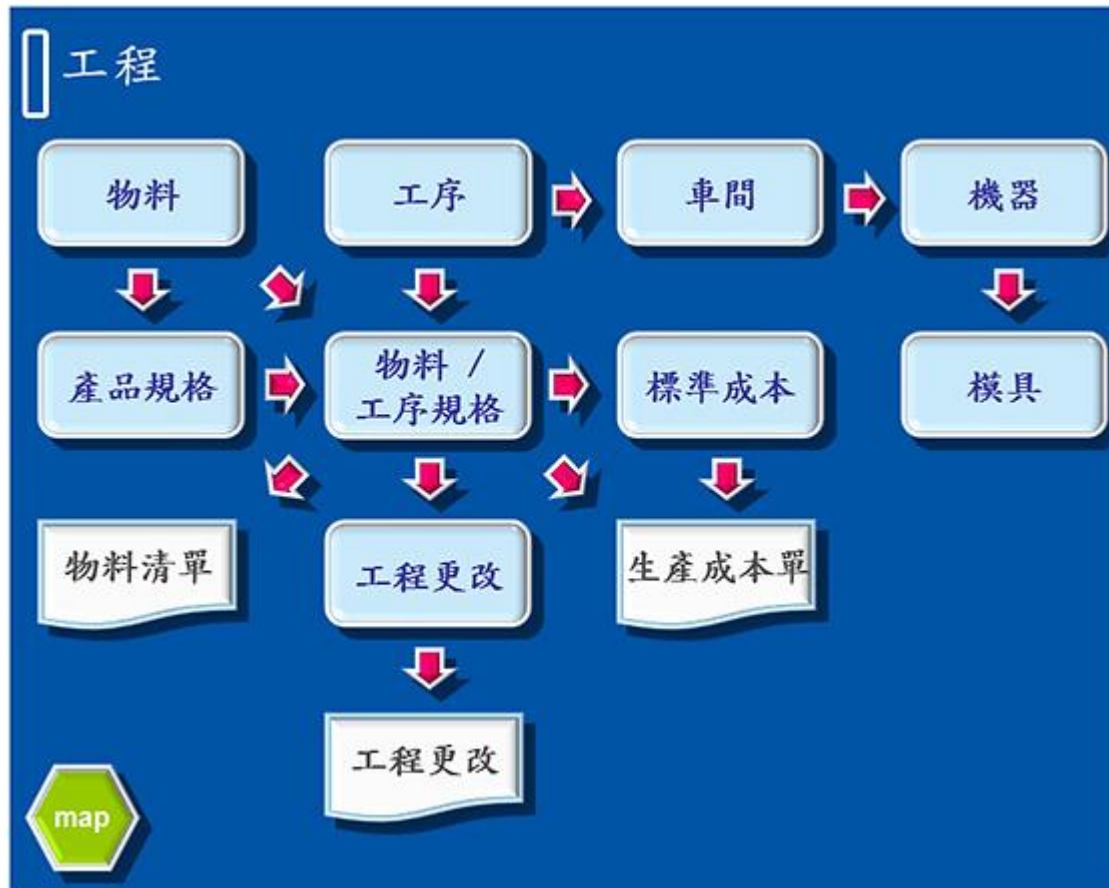 工程
物料
工序
車間
機器
產品規格
物料 /
工序規格
標準成本
模具
物料清單
工程更改
生產成本單
工程更改
map